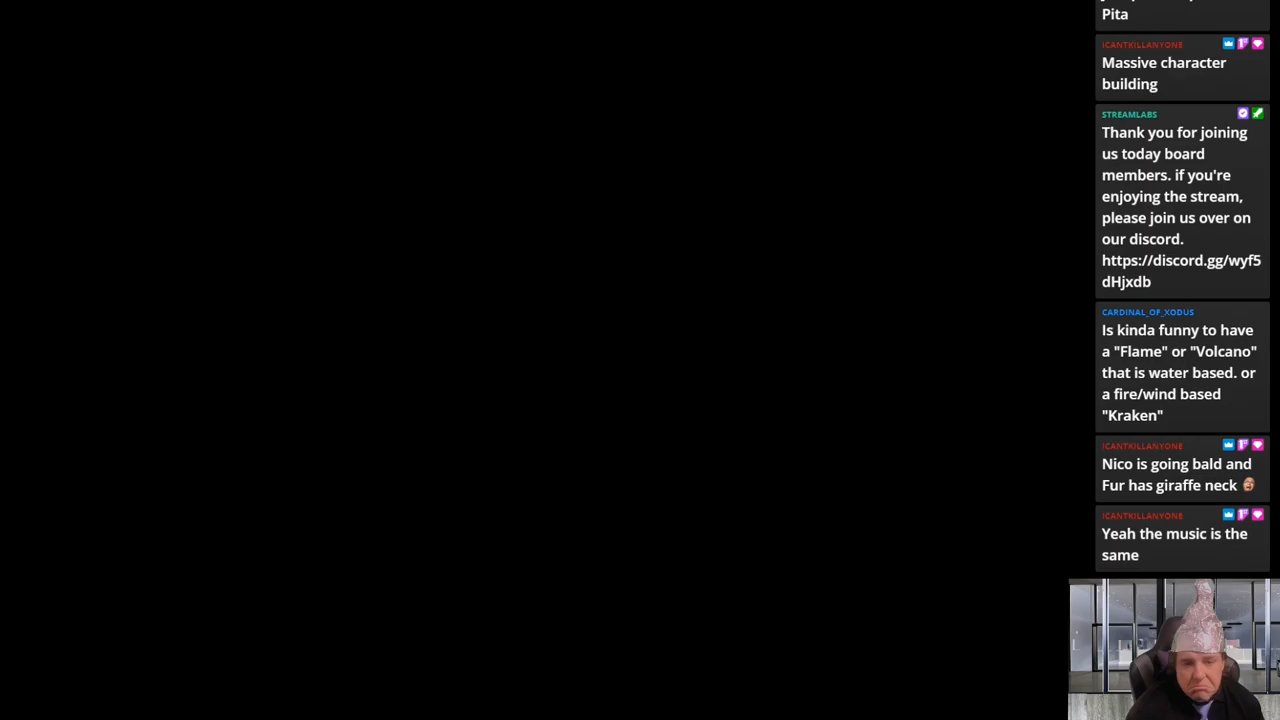 Pita
ICANTKILLANYONE
Massive character
building
STREAMLABS
Thank you for joining
us today board
members. if you're
enjoying the stream,
please join us over on
our discord.
https://discord.gg/wyf5
dHjxdb
CARDINAL_OF_XODUS
Is kinda funny to have
a "Flame" or "Volcano"
that is water based. or
a fire/wind based
"Kraken"
ICANTKILLANYONE
Nico is going bald and
Fur has giraffe neck
ICANTKILLANYONE
Yeah the music is the
same